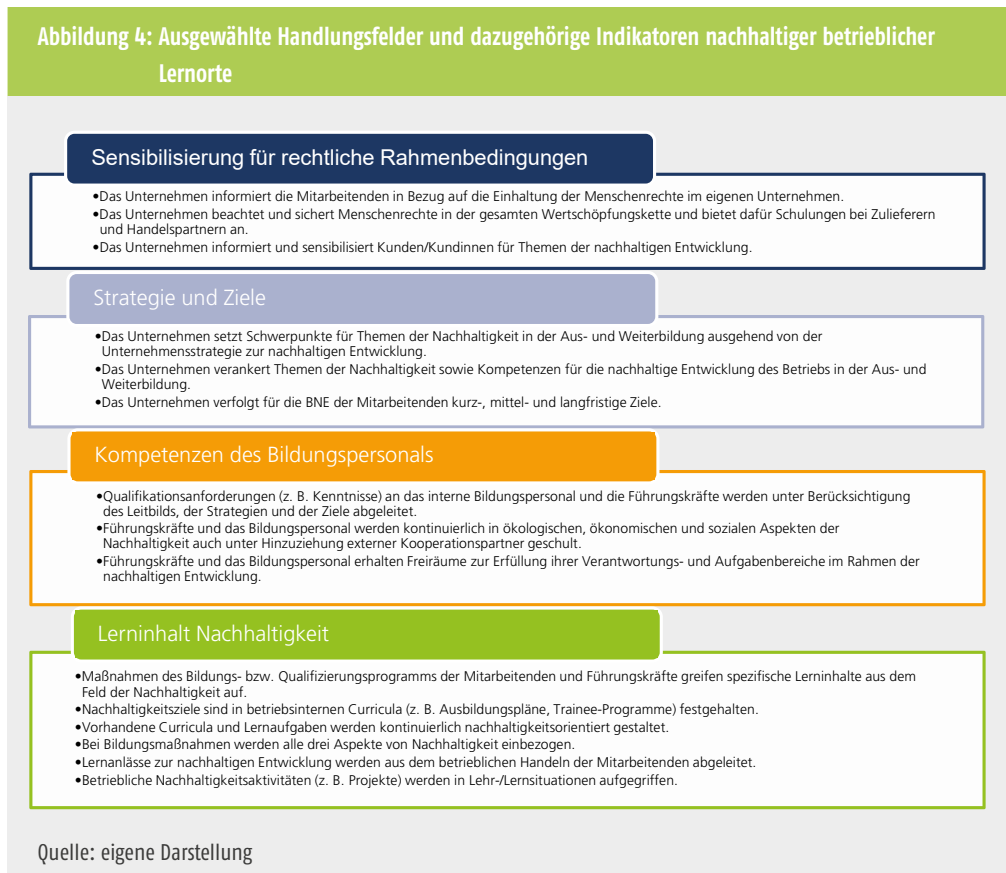 Abbildung 4: Ausgewählte Handlungsfelder und dazugehörige Indikatoren nachhaltiger betrieblicher
Lernorte
Sensibilisierung für rechtliche Rahmenbedingungen
•Das Unternehmen informiert die Mitarbeitenden in Bezug auf die Einhaltung der Menschenrechte im eigenen Unternehmen.
•Das Unternehmen beachtet und sichert Menschenrechte in der gesamten Wertschöpfungskette und bietet dafür Schulungen bei Zulieferern
und Handelspartnern an.
•Das Unternehmen informiert und sensibilisiert Kunden/Kundinnen für Themen der nachhaltigen Entwicklung.
Strategie und Ziele
•Das Unternehmen setzt Schwerpunkte für Themen der Nachhaltigkeit in der Aus- und Weiterbildung ausgehend von der
Unternehmensstrategie zur nachhaltigen Entwicklung.
•Das Unternehmen verankert Themen der Nachhaltigkeit sowie Kompetenzen für die nachhaltige Entwicklung des Betriebs in der Aus- und
Weiterbildung.
•Das Unternehmen verfolgt für die BNE der Mitarbeitenden kurz-, mittel- und langfristige Ziele.
Kompetenzen des Bildungspersonals
•Qualifikationsanforderungen (z. B. Kenntnisse) an das interne Bildungspersonal und die Führungskräfte werden unter Berücksichtigung
des Leitbilds, der Strategien und der Ziele abgeleitet.
•Führungskräfte und das Bildungspersonal werden kontinuierlich in ökologischen, ökonomischen und sozialen Aspekten der
Nachhaltigkeit auch unter Hinzuziehung externer Kooperationspartner geschult.
•Führungskräfte und das Bildungspersonal erhalten Freiräume zur Erfüllung ihrer Verantwortungs- und Aufgabenbereiche im Rahmen der
nachhaltigen Entwicklung.
Lerninhalt Nachhaltigkeit
•Maßnahmen des Bildungs- bzw. Qualifizierungsprogramms der Mitarbeitenden und Führungskräfte greifen spezifische Lerninhalte aus dem
Feld der Nachhaltigkeit auf.
•Nachhaltigkeitsziele sind in betriebsinternen Curricula (z. B. Ausbildungspläne, Trainee-Programme) festgehalten.
•Vorhandene Curricula und Lernaufgaben werden kontinuierlich nachhaltigkeitsorientiert gestaltet.
•Bei Bildungsmaßnahmen werden alle drei Aspekte von Nachhaltigkeit einbezogen.
•Lernanlässe zur nachhaltigen Entwicklung werden aus dem betrieblichen Handeln der Mitarbeitenden abgeleitet.
•Betriebliche Nachhaltigkeitsaktivitäten (z. B. Projekte) werden in Lehr-/Lernsituationen aufgegriffen.
Quelle: eigene Darstellung